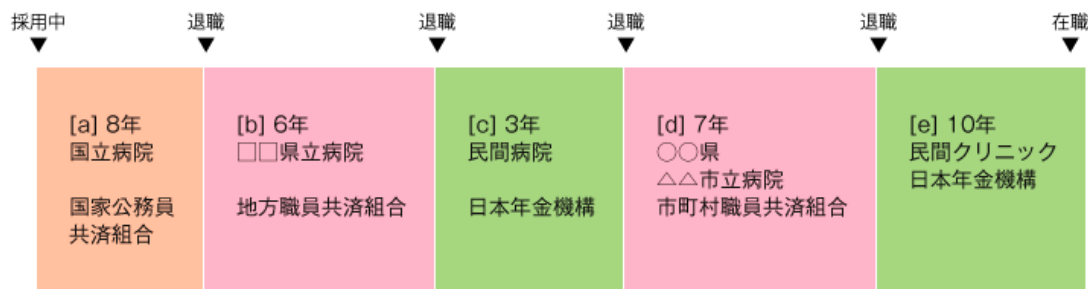 採用中
退職
退職
退職
退職
在職
[a] 8年
国立病院
国家公務員
共済組合
[b] 6年
□□県立病院
地方職員共済組合
[c] 3年
民間病院
日本年金機構
[d] 7年
○○県
△△市立病院
市町村職員共済組合
[e] 10年
民間クリニック
日本年金機構